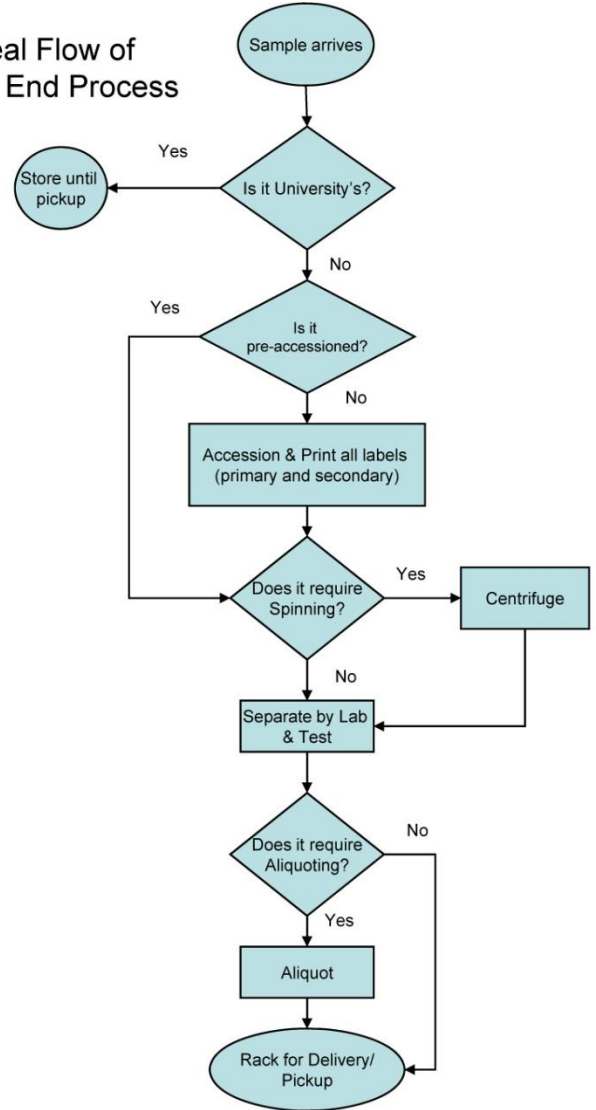 eal Flow of
End Process
Sample arrives
Yes
Store until
pickup
Is it University's?
No
Yes
Is it
pre-accessioned?
No
Accession & Print all labels
(primary and secondary)
Does it require
Spinning?
Yes
Centrifuge
No
Separate by Lab
& Test
Does it require
Aliquoting?
No
Yes
Aliquot
Rack for Delivery/
Pickup